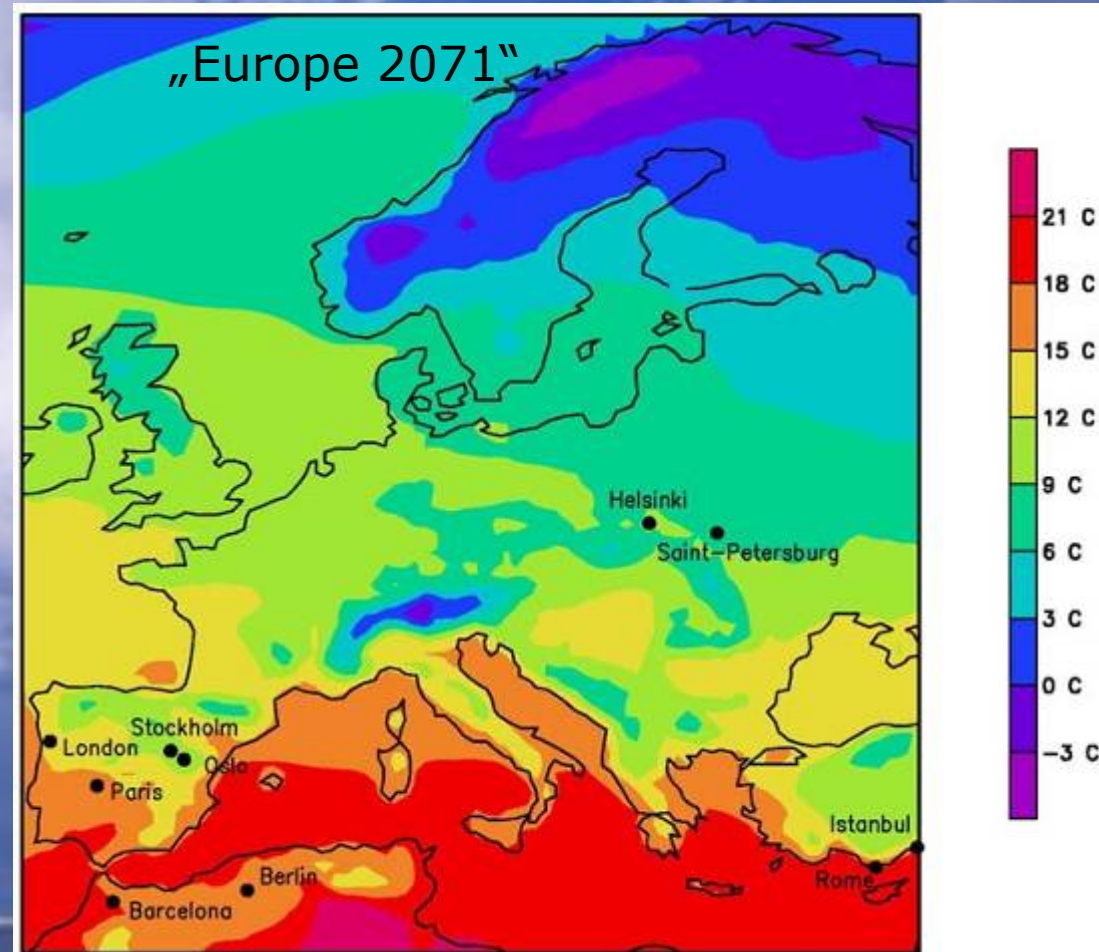 „Europe 2071“
21 C
18 C
15 C
12 C
9 C
6 C
3 C
0 C
−3 C
Helsinki
Saint−Petersburg
Stockholm
London
Oslo
Paris
Istanbul
Rome
Berlin
Barcelona